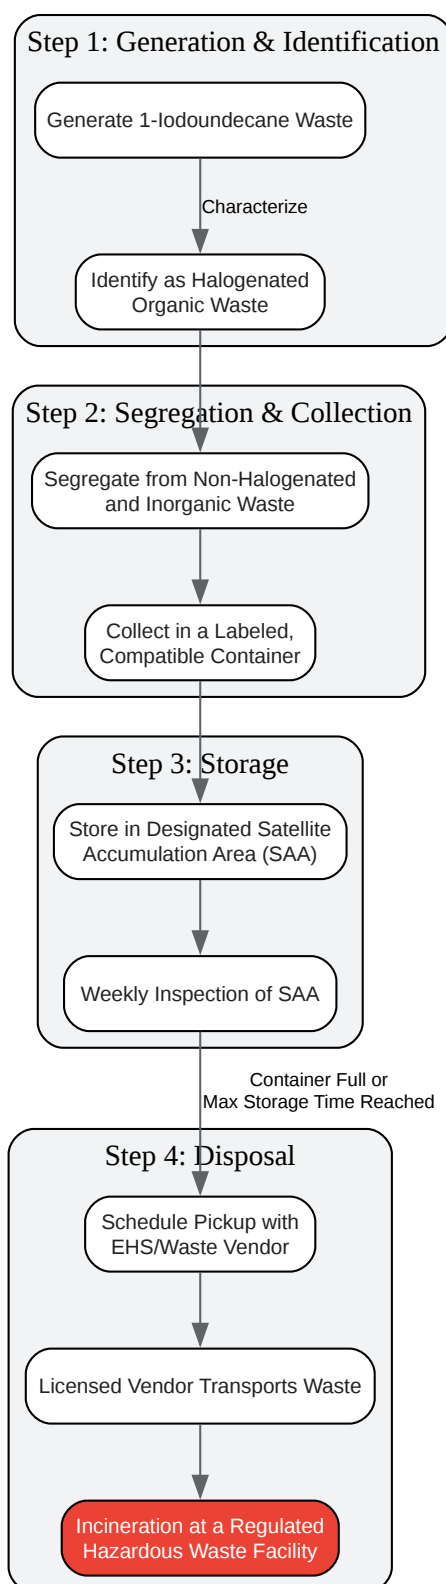 Step 1: Generation & Identification
Generate 1-Iodoundecane Waste
Characterize
Identify as Halogenated
Organic Waste
Step 2: Segregation & Collection
Segregate from Non-Halogenated
and Inorganic Waste
Collect in a Labeled,
Compatible Container
Step 3: Storage
Store in Designated Satellite
Accumulation Area (SAA)
Weekly Inspection of SAA
Container Full or
Max Storage Time Reached
Step 4: Disposal
Schedule Pickup with
EHS/Waste Vendor
Licensed Vendor Transports Waste
Incineration at a Regulated
Hazardous Waste Facility